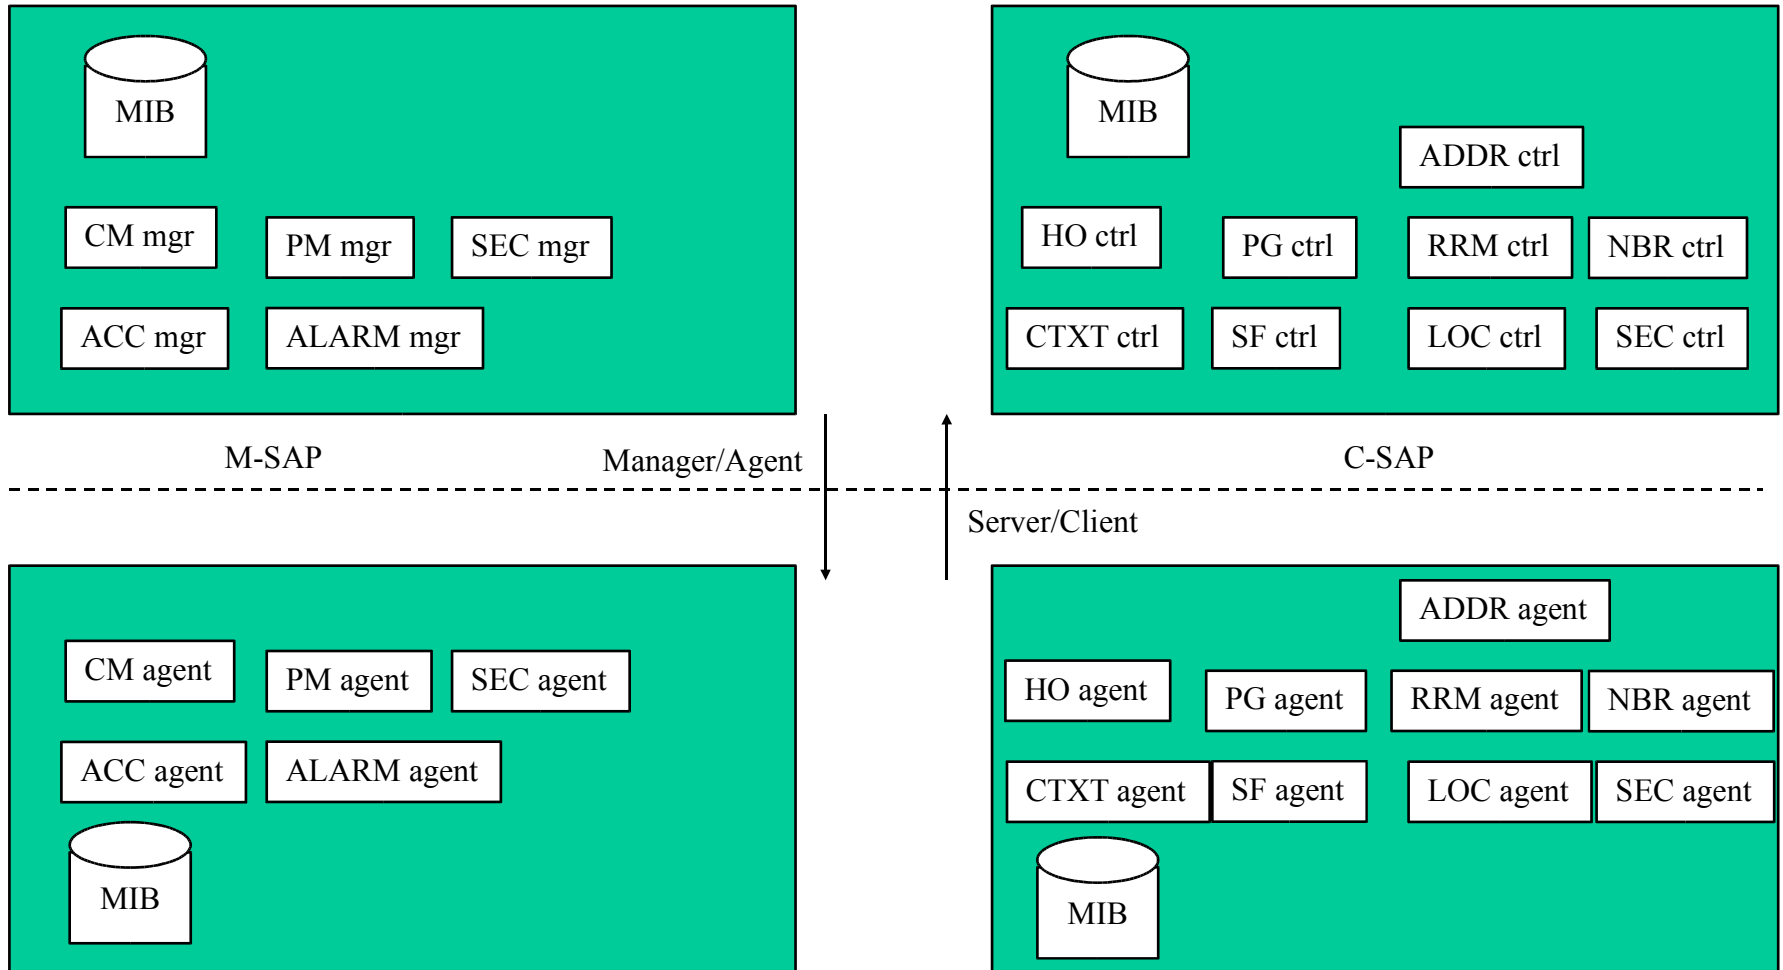 MIB
CM mgr
PM mgr
SEC mgr
ACC mgr
ALARM mgr
MIB
ADDR ctrl
HO ctrl
PG ctrl
RRM ctrl
NBR ctrl
CTXT ctrl
SF ctrl
LOC ctrl
SEC ctrl
M-SAP
Manager/Agent
C-SAP
Server/Client
CM agent
PM agent
SEC agent
ACC agent
ALARM agent
MIB
ADDR agent
HO agent
PG agent
RRM agent
NBR agent
CTXT agent
SF agent
LOC agent
SEC agent
MIB